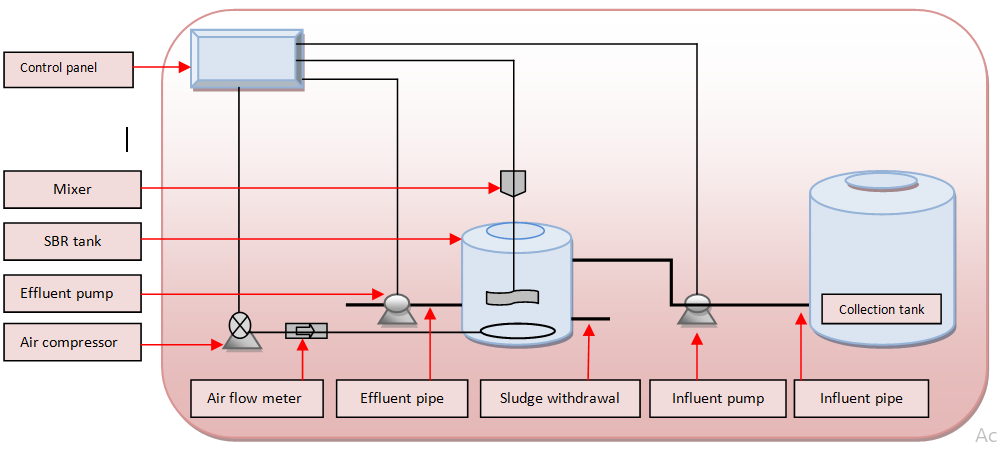 Control panel
Mixer
SBR tank
Effluent pump
Air compressor
Collection tank
Air flow meter
Effluent pipe
Sludge withdrawal
Influent pump
Influent pipe
Ac